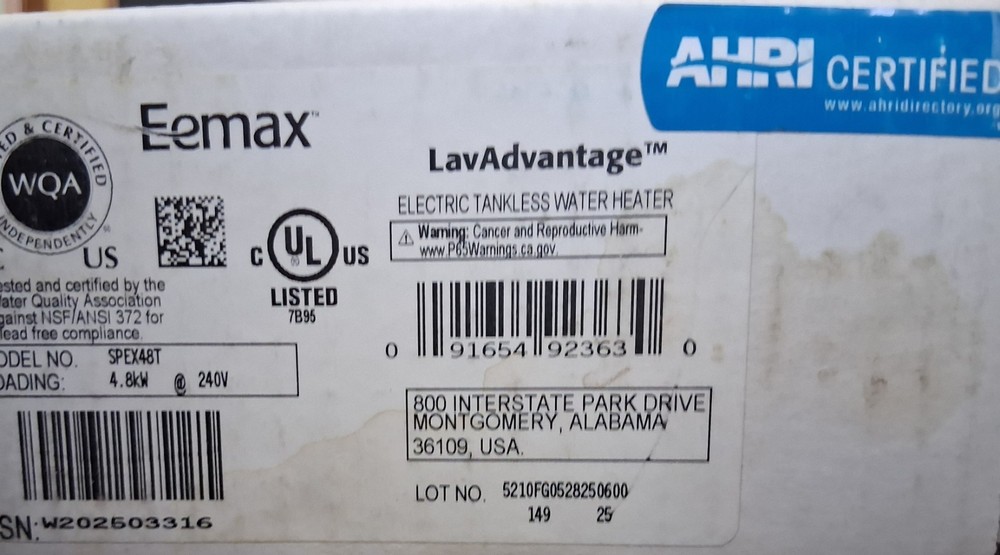 AHRI CERTIFIED
www.ahridirectory.org
Eemax™
LavAdvantage™
ELECTRIC TANKLESS WATER HEATER
⚠ Warning: Cancer and Reproductive Harm-
www.P65Warnings.ca.gov.
ED & CERTIFIED
WQA
INDEPENDENTLY
C US
C UL US
LISTED
7B95
ested and certified by the
ater Quality Association
gainst NSF/ANSI 372 for
lead free compliance.
ODEL NO. SPEX48T
OADING: 4.8kW @ 240V
0 91654 92363 0
800 INTERSTATE PARK DRIVE
MONTGOMERY, ALABAMA
36109, USA.
LOT NO. 5210FG0528250600
149 25
SN:W202503316